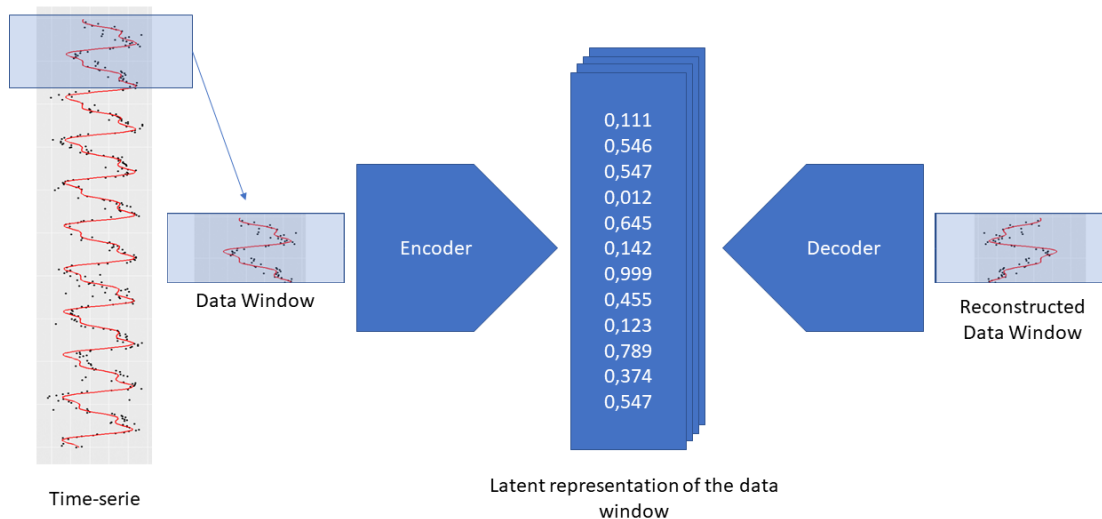 Time-serie
Data Window
Encoder
0,111
0,546
0,547
0,012
0,645
0,142
0,999
0,455
0,123
0,789
0,374
0,547
Latent representation of the data
window
Decoder
Reconstructed
Data Window